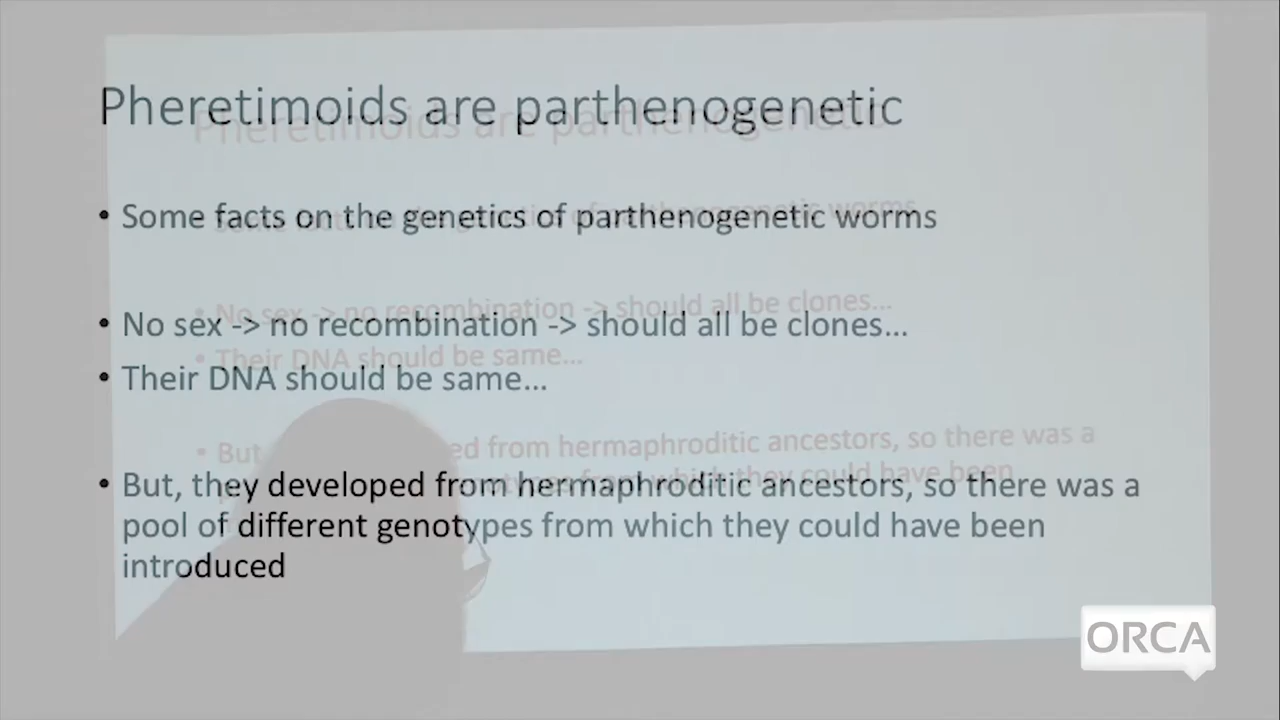 Pheretimoids are parthenogenetic
• Some facts on the genetics of parthenogenetic worms
• No sex -> no recombination -> should all be clones...
• Their DNA should be same...
• But, they developed from hermaphroditic ancestors, so there was a
pool of different genotypes from which they could have been
introduced
ORCA